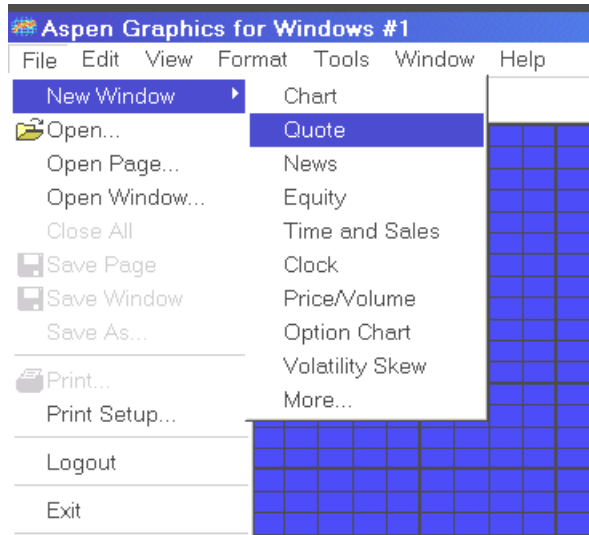 Aspen Graphics for Windows #1
File Edit View Format Tools Window Help
New Window
Open...
Open Page...
Open Window...
Close All
Save Page
Save Window
Save As...
Print...
Print Setup...
Logout
Exit
Chart
Quote
News
Equity
Time and Sales
Clock
Price/Volume
Option Chart
Volatility Skew
More...